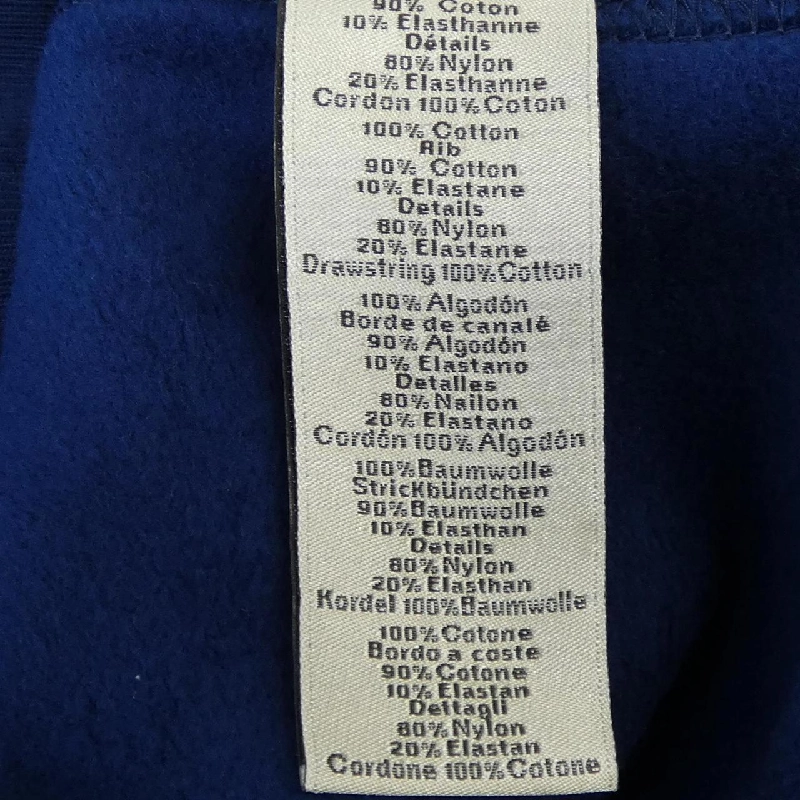 90% Coton
10% Elasthanne
Détails
80% Nylon
20% Elasthanne
Cordon 100% Coton
100% Cotton
Rib
90% Cotton
10% Elastane
Details
80% Nylon
20% Elastane
Drawstring 100% Cotton
100% Algodón
Borde de canalé
90% Algodón
10% Elastano
Detalles
80% Nailon
20% Elastano
Cordón 100% Algodón
100% Baumwolle
StricKbündchen
90% Baumwolle
10% Elasthan
Details
80% Nylon
20% Elasthan
Kordel 100% Baumwolle
100% Cotone
Bordo a coste
90% Cotone
10% Elastan
Dettagli
80% Nylon
20% Elastan
Cordone 100% Cotone